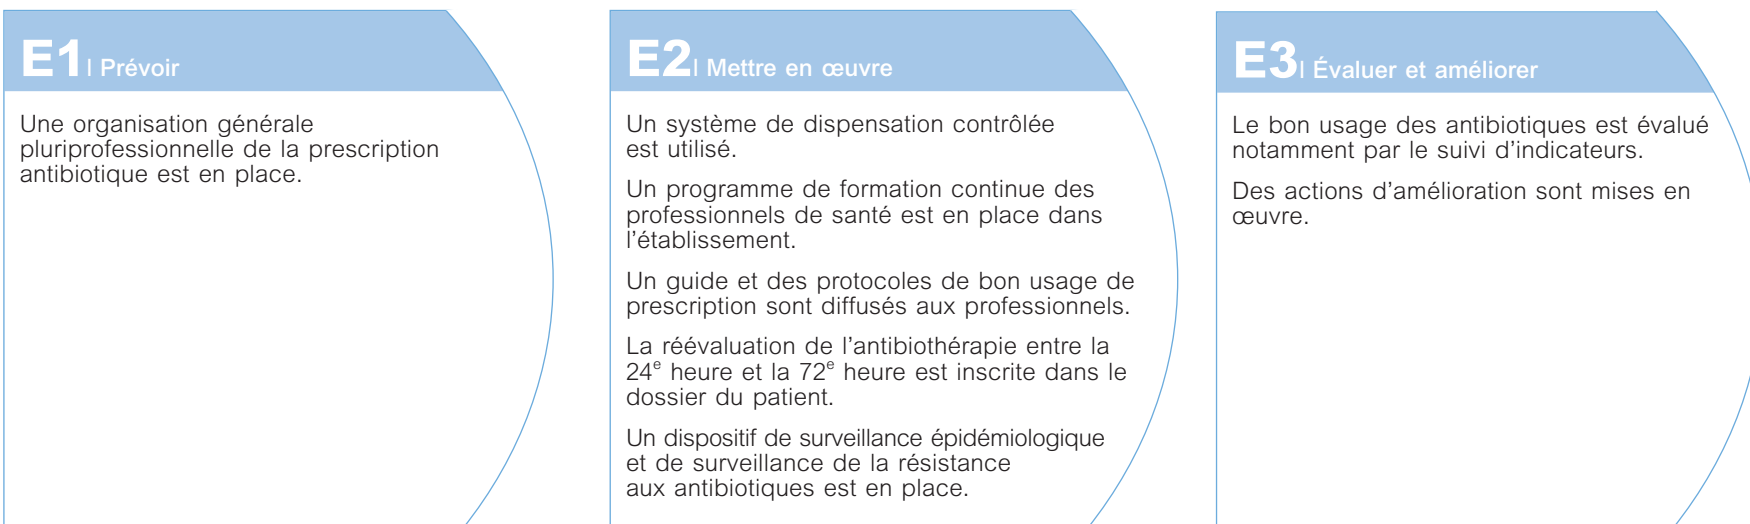 E1 I Prévoir
Une organisation générale
pluriprofessionnelle de la prescription
antibiotique est en place.
E2 I Mettre en œuvre
Un système de dispensation contrôlée
est utilisé.
Un programme de formation continue des
professionnels de santé est en place dans
l'établissement.
Un guide et des protocoles de bon usage de
prescription sont diffusés aux professionnels.
La réévaluation de l'antibiothérapie entre la
24e heure et la 72e heure est inscrite dans le
dossier du patient.
Un dispositif de surveillance épidémiologique
et de surveillance de la résistance
aux antibiotiques est en place.
E3 I Évaluer et améliorer
Le bon usage des antibiotiques est évalué
notamment par le suivi d'indicateurs.
Des actions d'amélioration sont mises en
œuvre.